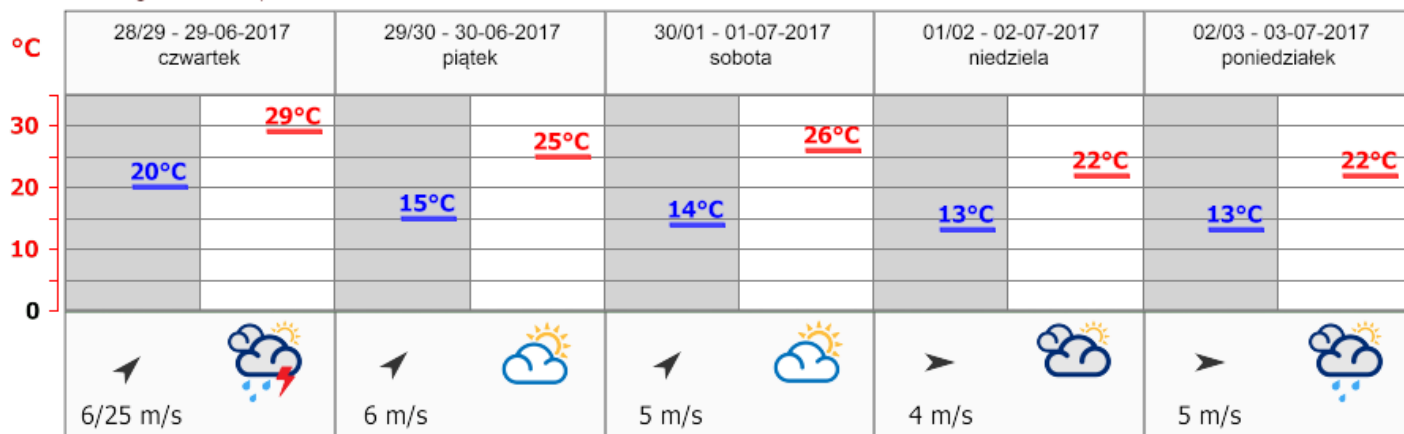 °C
28/29 - 29-06-2017
czwartek
29/30 - 30-06-2017
piątek
30/01 - 01-07-2017
sobota
01/02 - 02-07-2017
niedziela
02/03 - 03-07-2017
poniedziałek
30
20
10
0
20°C
29°C
15°C
25°C
14°C
26°C
13°C
22°C
13°C
22°C
6/25 m/s
6 m/s
5 m/s
4 m/s
5 m/s